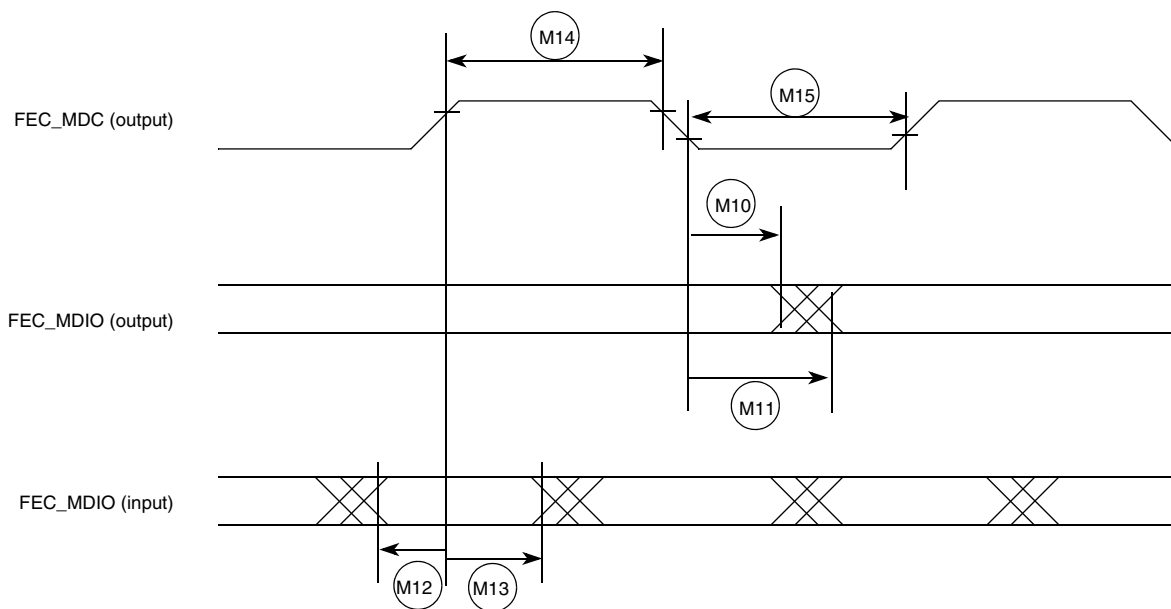 M14
M15
FEC_MDC (output)
M10
FEC_MDIO (output)
M11
FEC_MDIO (input)
M12
M13